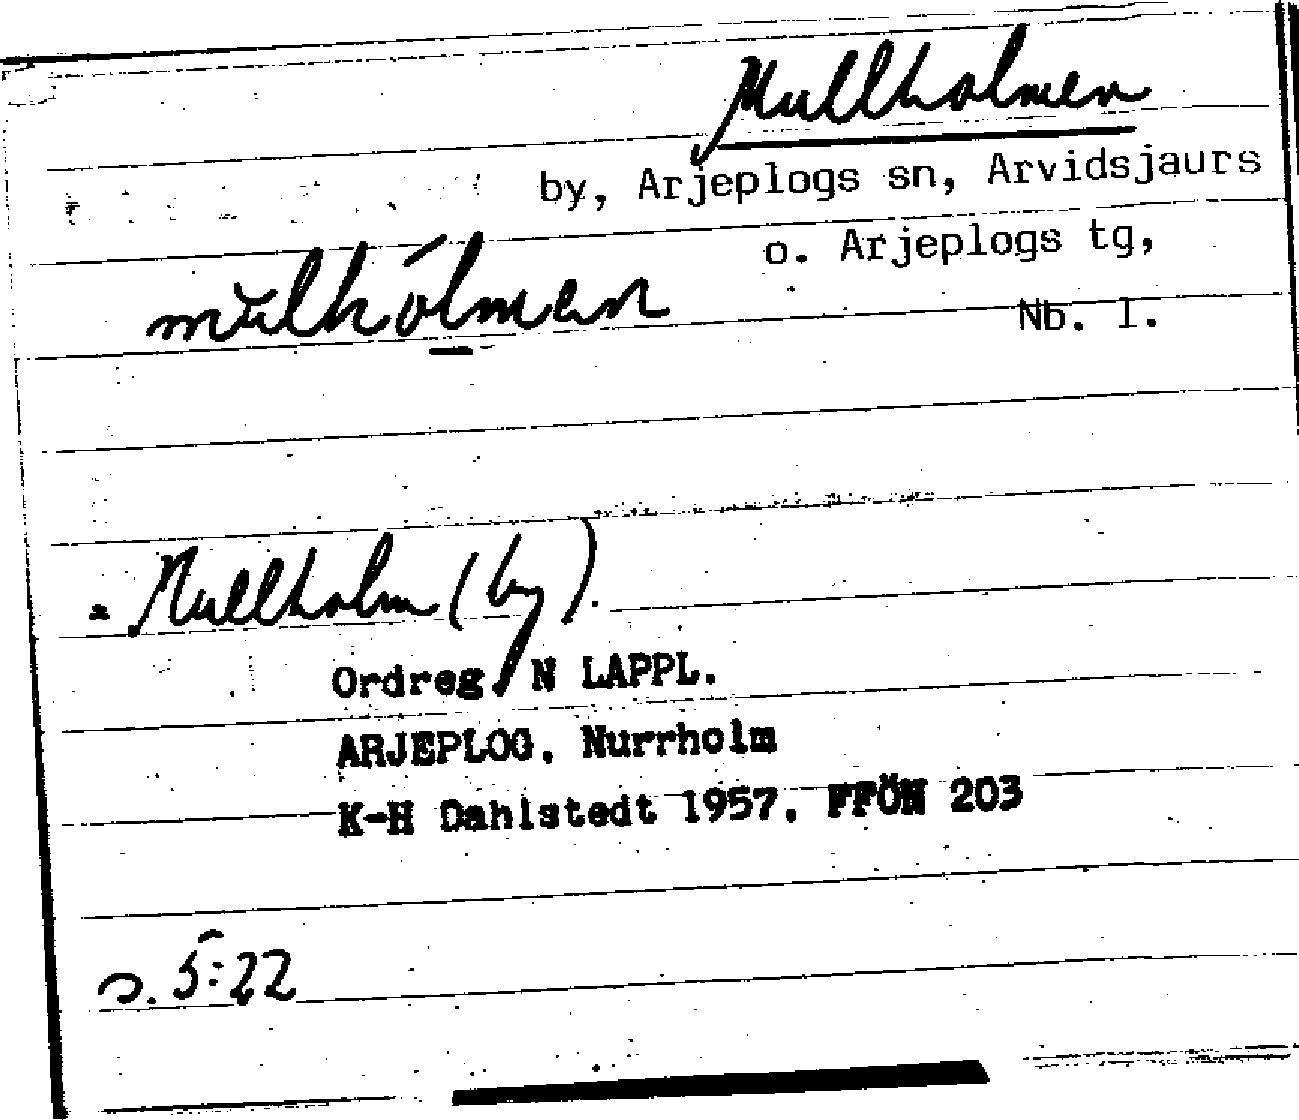 Mullholmen
by, Arjeplogs sn, Arvidsjaurs
o. Arjeplogs tg,
Nb. l.
= Mullholm (by).
Ordreg. N LAPPL.
ARJEPLOG. Nurrholm
K-H Dahlstedt 1957. FFÖN 203
s. 5:22